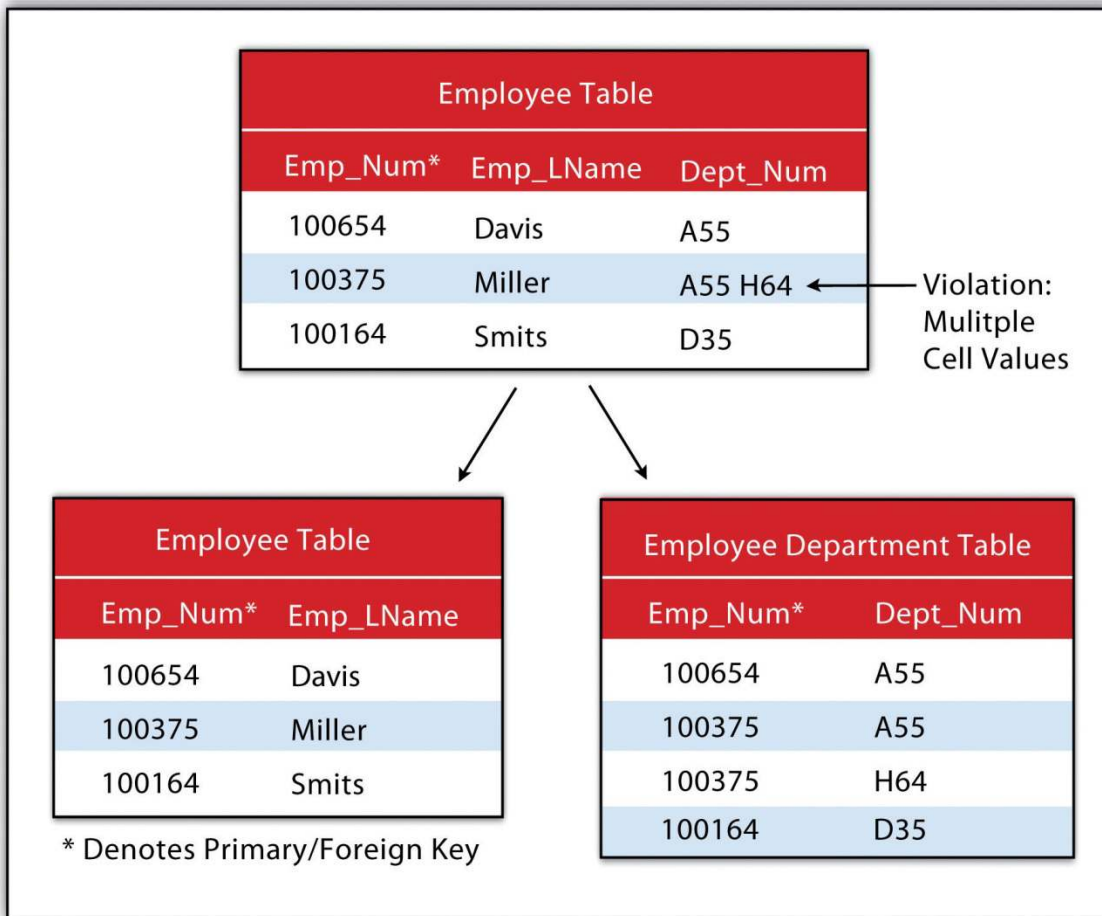 Employee Table
Emp_Num* Emp_LName Dept_Num
100654 Davis A55
100375 Miller A55 H64
100164 Smits D35
Violation:
Mulitple
Cell Values
Employee Table
Emp_Num* Emp_LName
100654 Davis
100375 Miller
100164 Smits
* Denotes Primary/Foreign Key
Employee Department Table
Emp_Num* Dept_Num
100654 A55
100375 A55
100375 H64
100164 D35